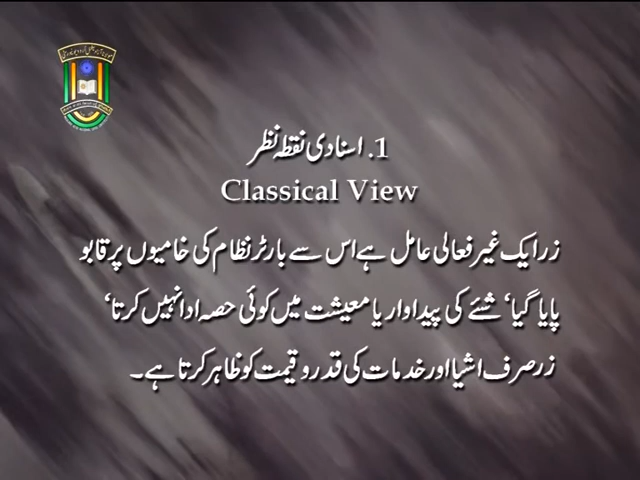 1. اسنادی نقطہ نظر
Classical View
زر ایک غیر فعالی عامل ہے اس سے بارٹر نظام کی خامیوں پر قابو
پایا گیا‘ شئے کی پیداوار یا معیشت میں کوئی حصہ ادا نہیں کرتا‘
زر صرف اشیا اور خدمات کی قدر و قیمت کو ظاہر کرتا ہے۔